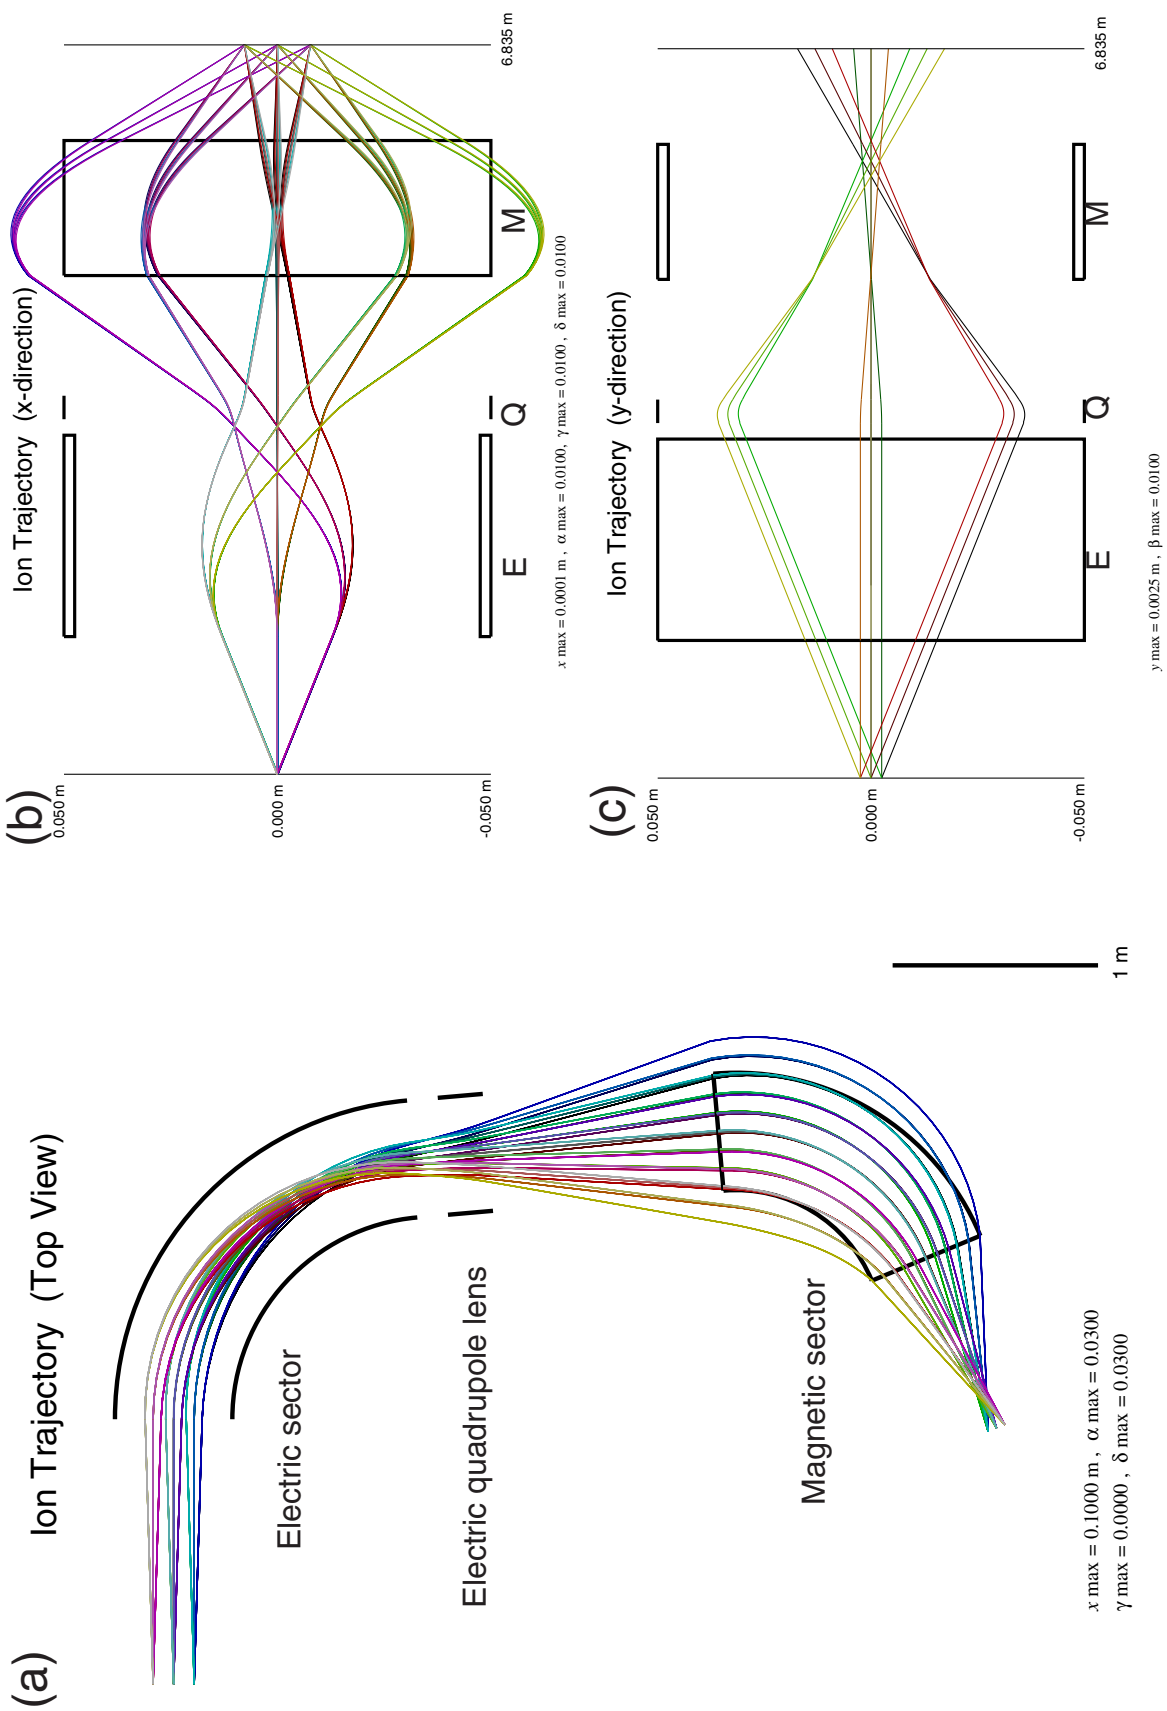 (a)
Ion Trajectory (Top View)
Electric sector
Electric quadrupole lens
Magnetic sector
1 m
x max = 0.1000 m , α max = 0.0300
γ max = 0.0000 , δ max = 0.0300
(b)
Ion Trajectory (x-direction)
0.050 m
0.000 m
-0.050 m
E
Q
M
6.835 m
x max = 0.0001 m , α max = 0.0100, γ max = 0.0100 , δ max = 0.0100
(c)
Ion Trajectory (y-direction)
0.050 m
0.000 m
-0.050 m
E
Q
M
6.835 m
y max = 0.0025 m , β max = 0.0100